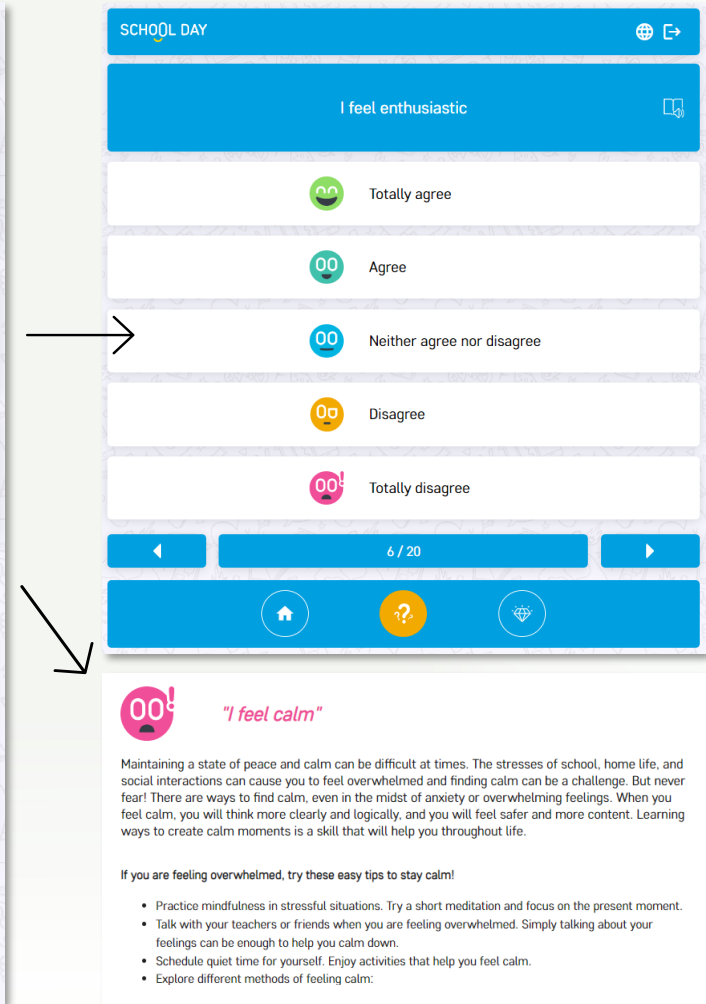 SCHOOL DAY
I feel enthusiastic
Totally agree
Agree
Neither agree nor disagree
Disagree
Totally disagree
6 / 20
"I feel calm"
Maintaining a state of peace and calm can be difficult at times. The stresses of school, home life, and
social interactions can cause you to feel overwhelmed and finding calm can be a challenge. But never
fear! There are ways to find calm, even in the midst of anxiety or overwhelming feelings. When you
feel calm, you will think more clearly and logically, and you will feel safer and more content. Learning
ways to create calm moments is a skill that will help you throughout life.
If you are feeling overwhelmed, try these easy tips to stay calm!
• Practice mindfulness in stressful situations. Try a short meditation and focus on the present moment.
• Talk with your teachers or friends when you are feeling overwhelmed. Simply talking about your
feelings can be enough to help you calm down.
• Schedule quiet time for yourself. Enjoy activities that help you feel calm.
• Explore different methods of feeling calm: